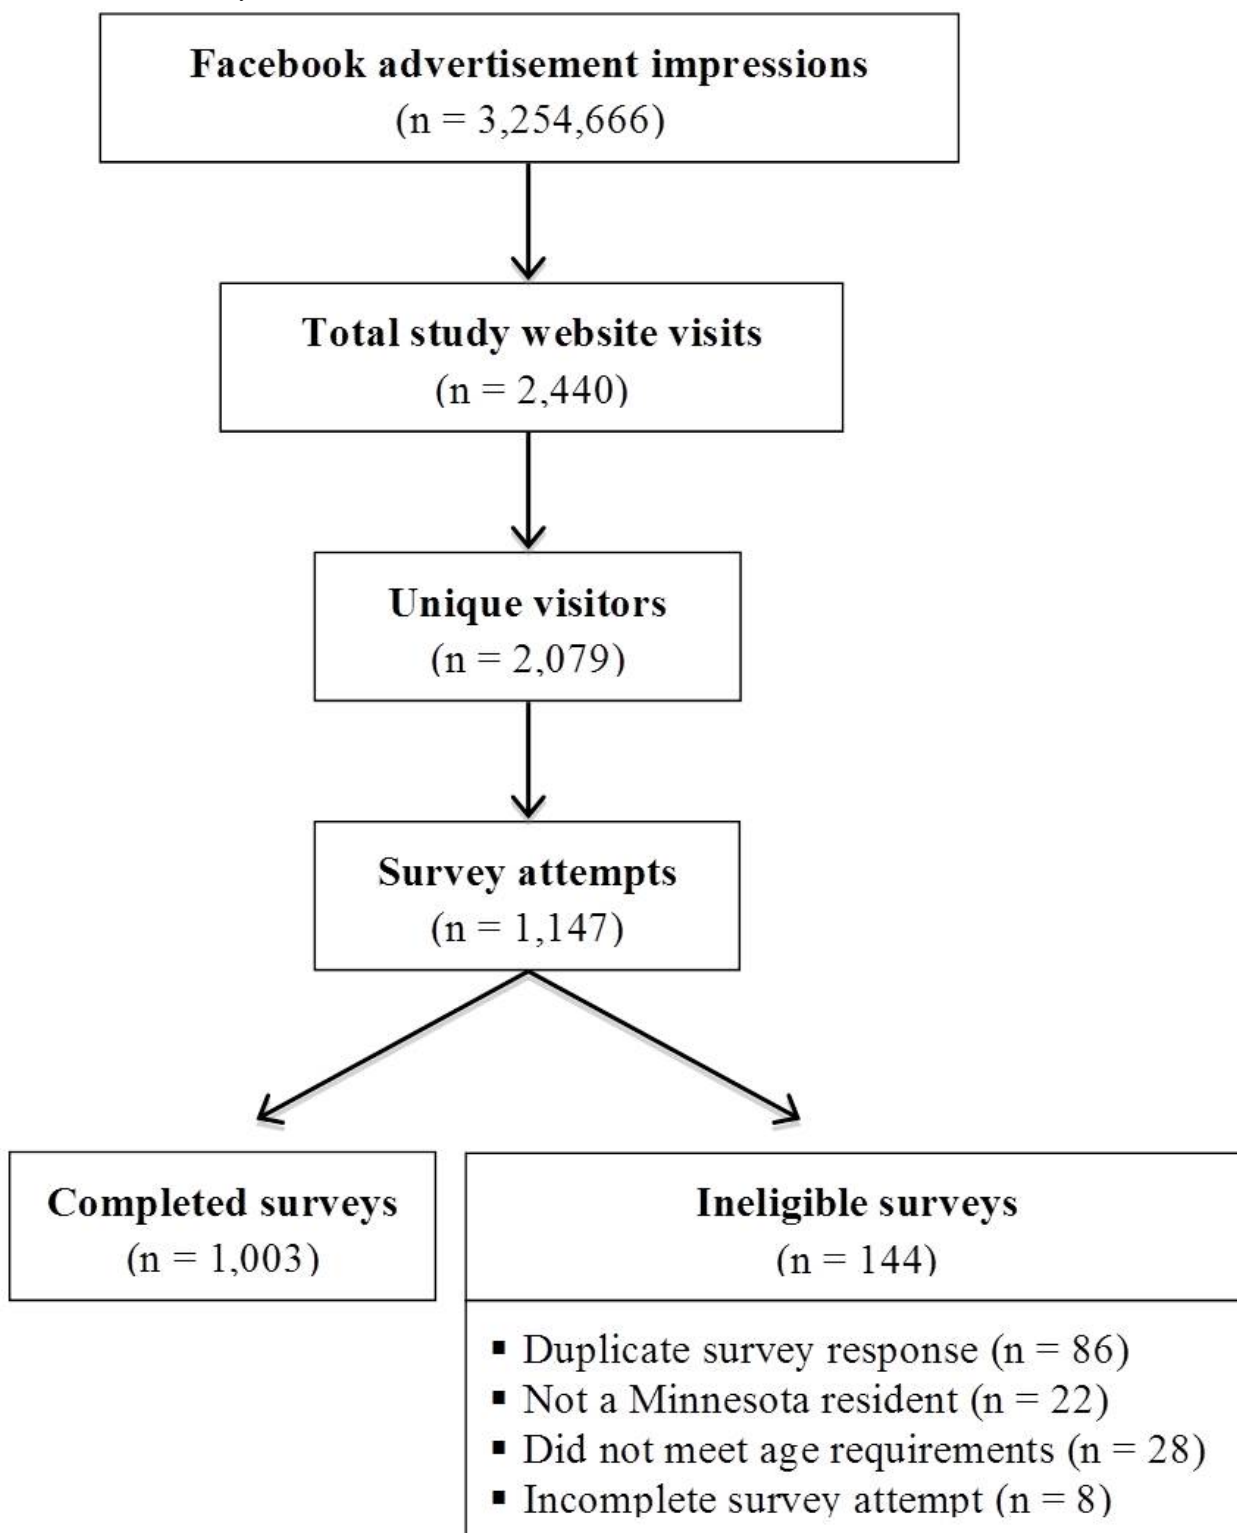 Facebook advertisement impressions
(n = 3,254,666)
Total study website visits
(n = 2,440)
Unique visitors
(n = 2,079)
Survey attempts
(n = 1,147)
Completed surveys
(n = 1,003)
Ineligible surveys
(n = 144)
▪ Duplicate survey response (n = 86)
▪ Not a Minnesota resident (n = 22)
▪ Did not meet age requirements (n = 28)
▪ Incomplete survey attempt (n = 8)